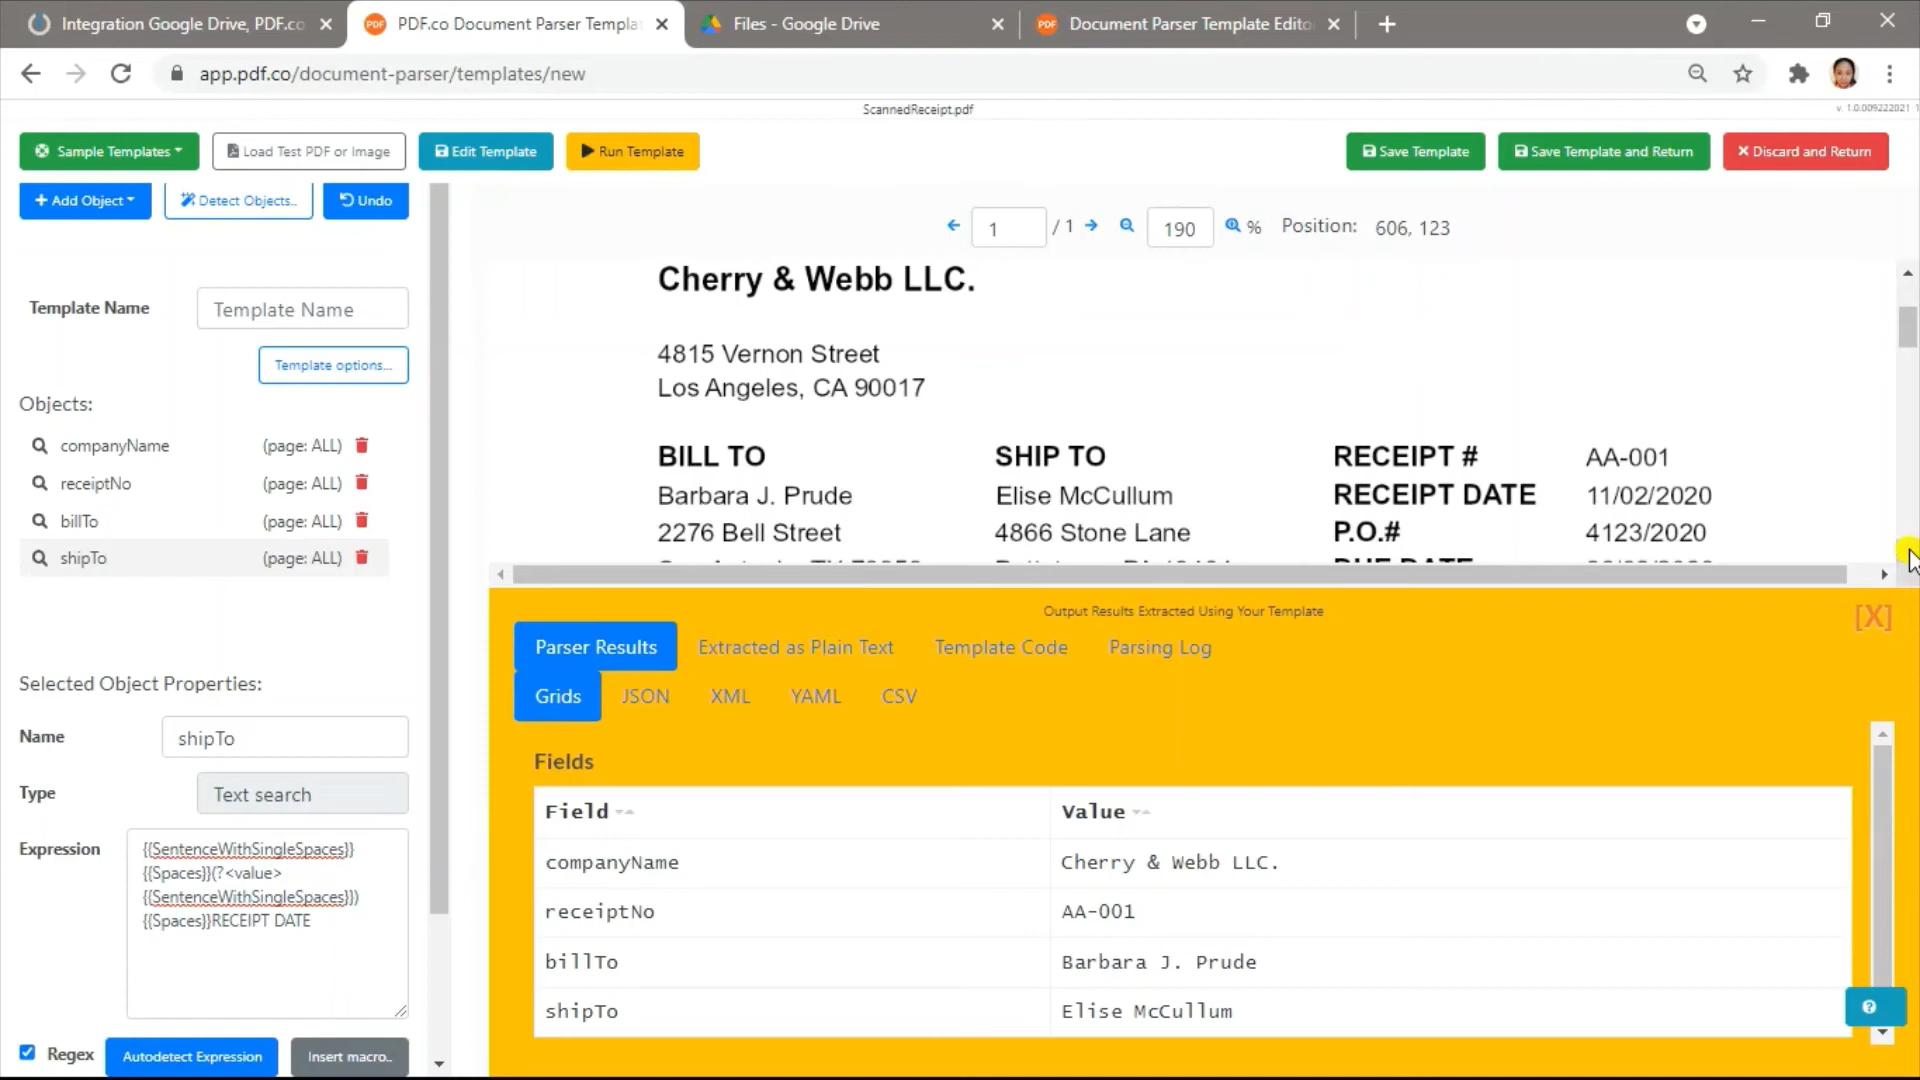 Integration Google Drive, PDF.co
PDF.co Document Parser Templa
Files - Google Drive
PDF Document Parser Template Edito
app.pdf.co/document-parser/templates/new
ScannedReceipt.pdf
v. 1.0.009222021 1
Sample Templates
Load Test PDF or Image
Edit Template
Run Template
Save Template
Save Template and Return
Discard and Return
Add Object
Detect Objects..
Undo
1 / 1
190 %
Position: 606, 123
Template Name
Template Name
Template options...
Objects:
companyName (page: ALL)
receiptNo (page: ALL)
billTo (page: ALL)
shipTo (page: ALL)
Selected Object Properties:
Name shipTo
Type Text search
Expression
{{SentenceWithSingleSpaces}}
{{Spaces}}(?<value>
{{SentenceWithSingleSpaces}})
{{Spaces}}RECEIPT DATE
Regex
Autodetect Expression
Insert macro..
Cherry & Webb LLC.
4815 Vernon Street
Los Angeles, CA 90017
BILL TO SHIP TO RECEIPT # AA-001
Barbara J. Prude Elise McCullum RECEIPT DATE 11/02/2020
2276 Bell Street 4866 Stone Lane P.O.# 4123/2020
Output Results Extracted Using Your Template
[X]
Parser Results Extracted as Plain Text Template Code Parsing Log
Grids JSON XML YAML CSV
Fields
Field Value
companyName Cherry & Webb LLC.
receiptNo AA-001
billTo Barbara J. Prude
shipTo Elise McCullum